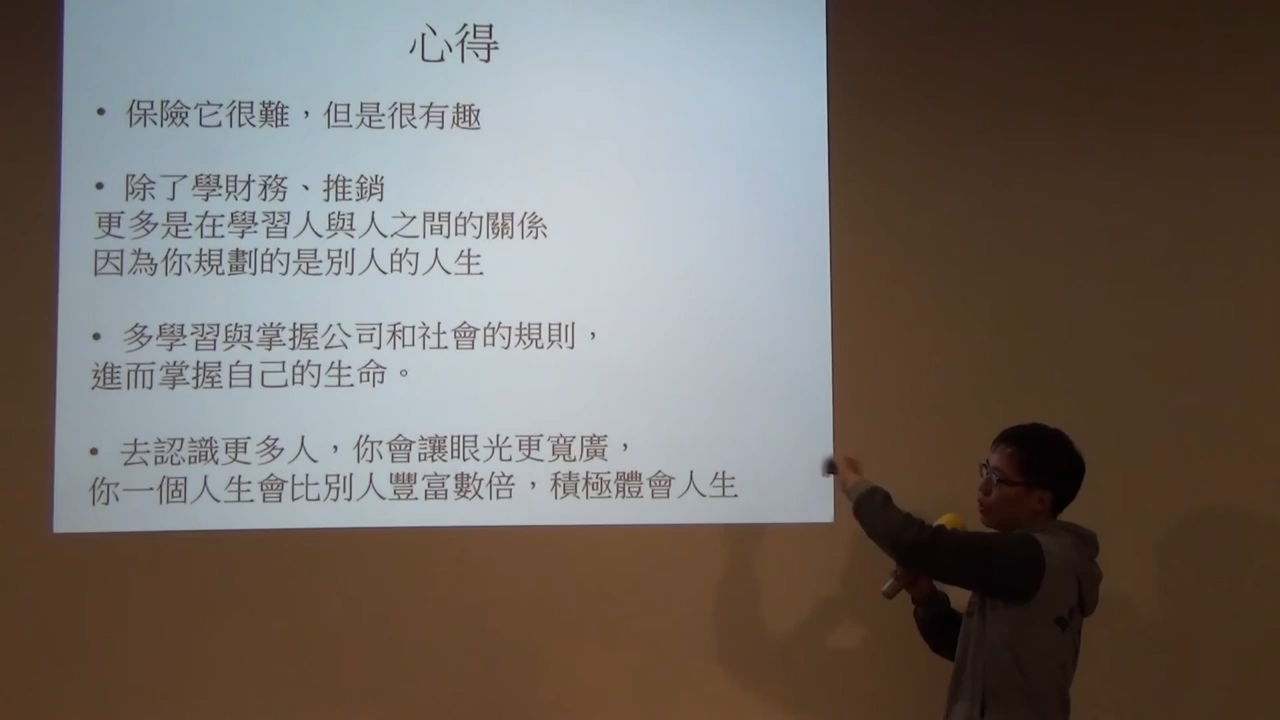 心得
• 保險它很難，但是很有趣
• 除了學財務、推銷
更多是在學習人與人之間的關係
因為你規劃的是別人的人生
• 多學習與掌握公司和社會的規則，
進而掌握自己的生命。
• 去認識更多人，你會讓眼光更寬廣，
你一個人生會比別人豐富數倍，積極體會人生